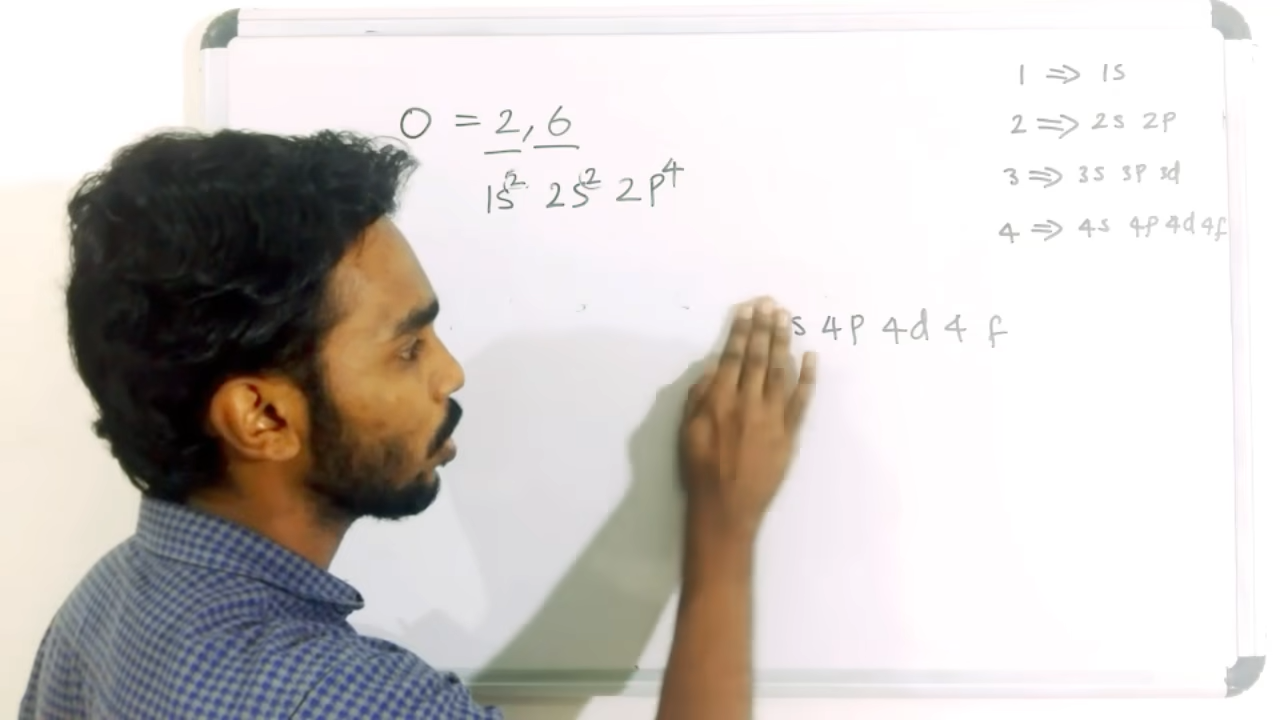 O = 2, 6
1s² 2s² 2p⁴
1 ⇒ 1s
2 ⇒ 2s 2p
3 ⇒ 3s 3p 3d
4 ⇒ 4s 4p 4d 4f
s 4p 4d 4 f